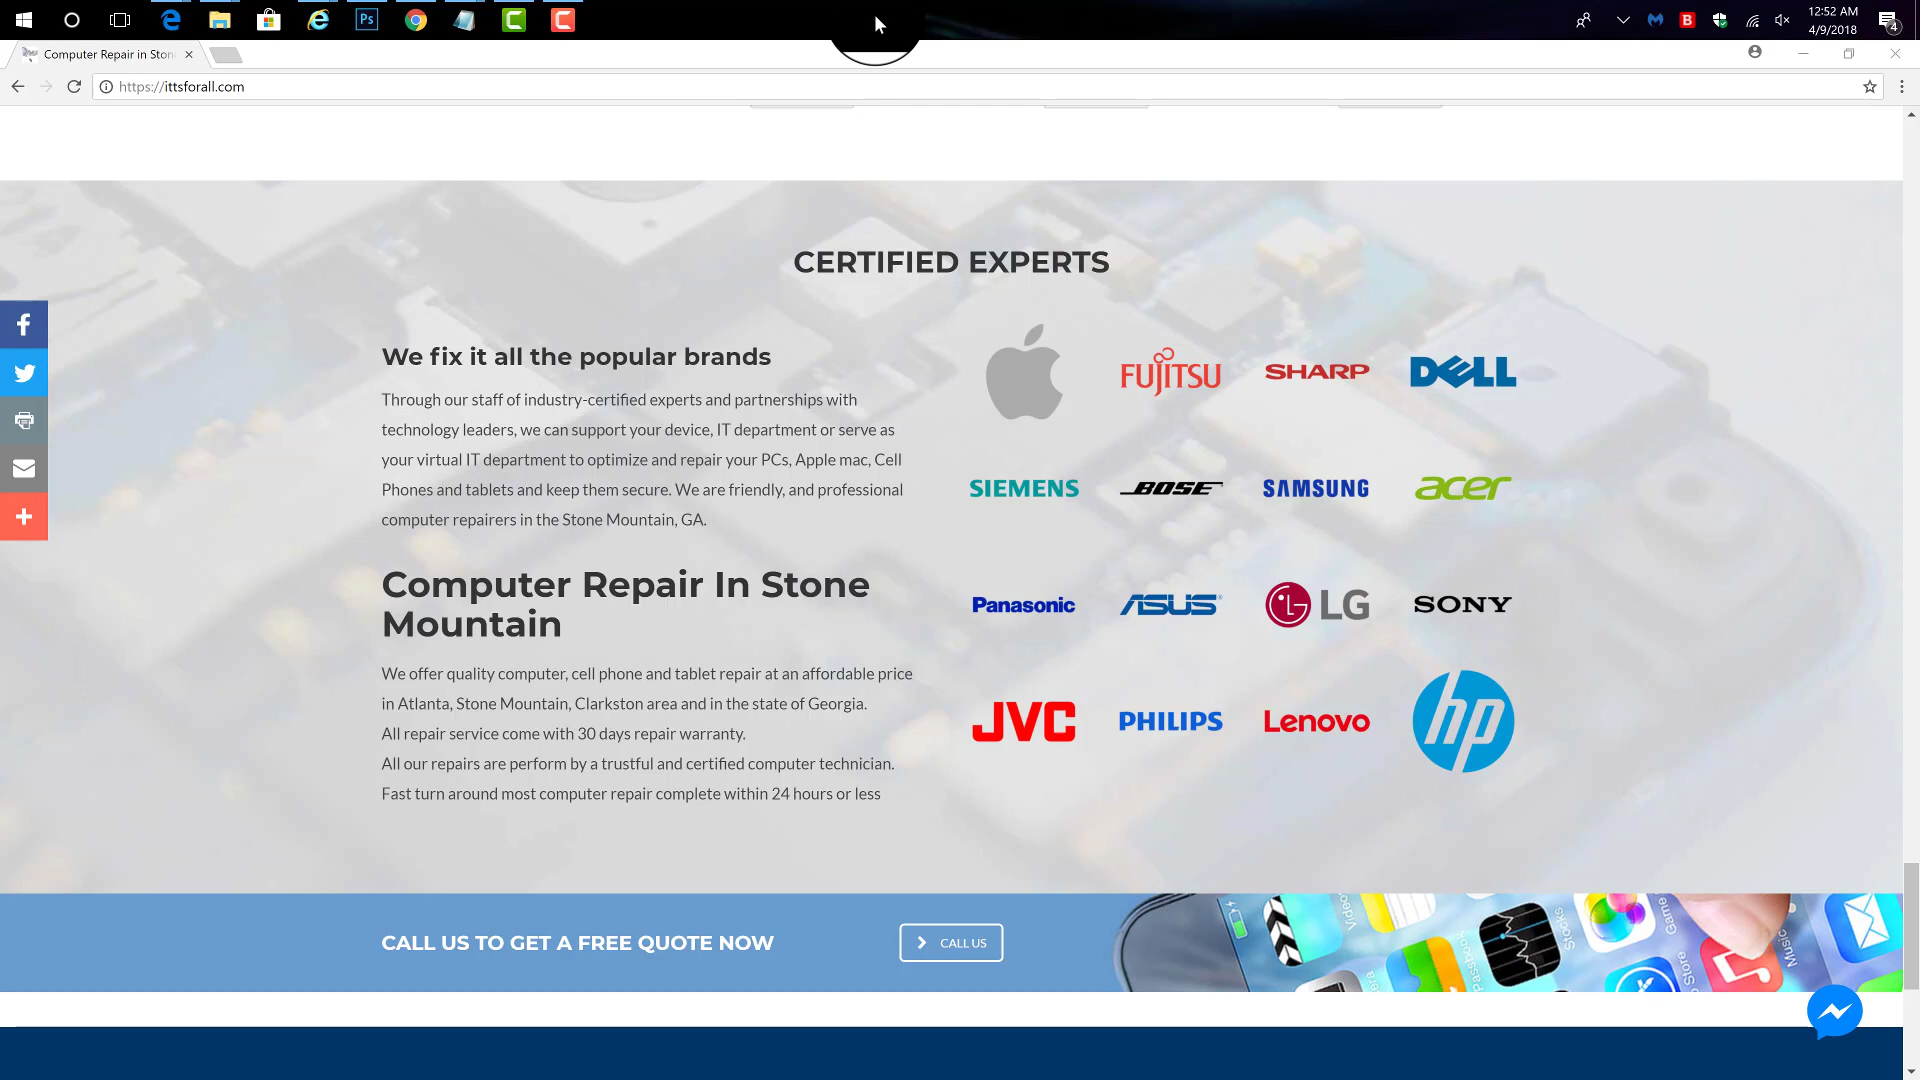 Ps
B
12:52 AM
4/9/2018
4
Computer Repair in Ston
https://ittsforall.com
CERTIFIED EXPERTS
We fix it all the popular brands
Through our staff of industry-certified experts and partnerships with
technology leaders, we can support your device, IT department or serve as
your virtual IT department to optimize and repair your PCs, Apple mac, Cell
Phones and tablets and keep them secure. We are friendly, and professional
computer repairers in the Stone Mountain, GA.
FUJITSU SHARP DELL
SIEMENS BOSE SAMSUNG acer
Computer Repair In Stone
Mountain
Panasonic ASUS LG SONY
We offer quality computer, cell phone and tablet repair at an affordable price
in Atlanta, Stone Mountain, Clarkston area and in the state of Georgia.
All repair service come with 30 days repair warranty.
All our repairs are perform by a trustful and certified computer technician.
Fast turn around most computer repair complete within 24 hours or less
JVC PHILIPS Lenovo hp
CALL US TO GET A FREE QUOTE NOW
CALL US
Video
Game
Stocks
Passbook
Music